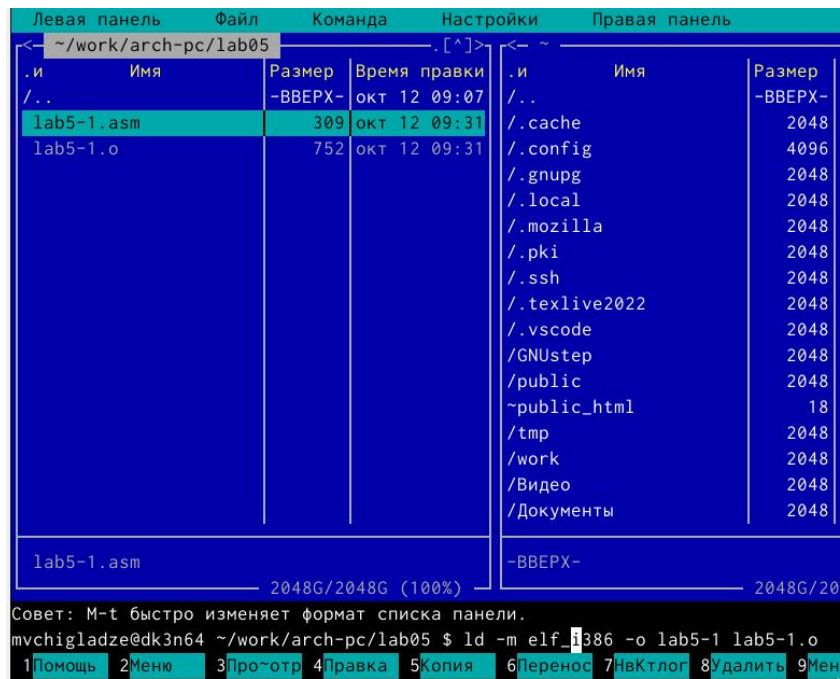 Левая панель Файл Команда Настройки Правая панель
<- ~/work/arch-pc/lab05 .[^]>
.и Имя Размер Время правки
/.. -ВВЕРХ- окт 12 09:07
lab5-1.asm 309 окт 12 09:31
lab5-1.o 752 окт 12 09:31
lab5-1.asm
2048G/2048G (100%)
<- ~
.и Имя Размер
/.. -ВВЕРХ-
/.cache 2048
/.config 4096
/.gnupg 2048
/.local 2048
/.mozilla 2048
/.pki 2048
/.ssh 2048
/.texlive2022 2048
/.vscode 2048
/GNUstep 2048
/public 2048
~public_html 18
/tmp 2048
/work 2048
/Видео 2048
/Документы 2048
-ВВЕРХ-
2048G/20
Совет: M-t быстро изменяет формат списка панели.
mvchigladze@dk3n64 ~/work/arch-pc/lab05 $ ld -m elf_i386 -o lab5-1 lab5-1.o
1Помощь 2Меню 3Про~отр 4Правка 5Копия 6Перенос 7НвКтлог 8Удалить 9Мен